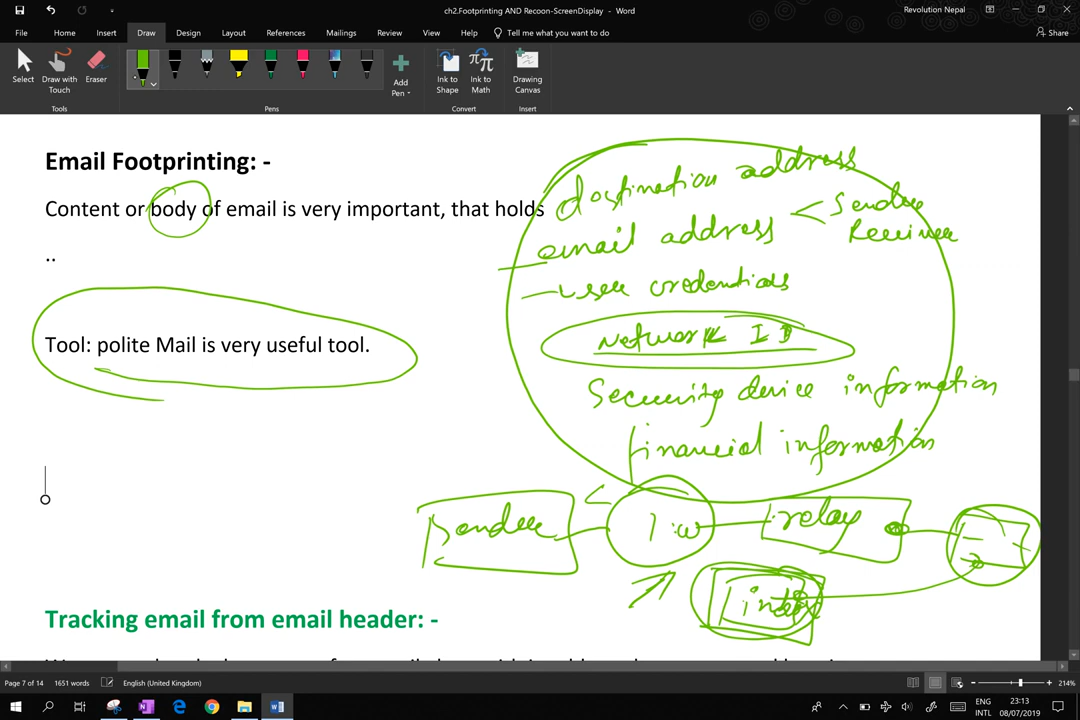 ch2.Footprinting AND Recoon-ScreenDisplay - Word
Revolution Nepal
File Home Insert Draw Design Layout References Mailings Review View Help Tell me what you want to do Share
Select Draw with Touch Eraser Add Pen Ink to Shape Ink to Math Drawing Canvas
Tools Pens Convert Insert
Email Footprinting: -
destination address
Content or body of email is very important, that holds
Sender
email address
Receiver
..
user credentials
Network ID
Tool: polite Mail is very useful tool.
Security device information
financial information
sender
relay
index
Tracking email from email header: -
Page 7 of 14 1651 words English (United Kingdom) 214%
ENG INTL 23:13 08/07/2019